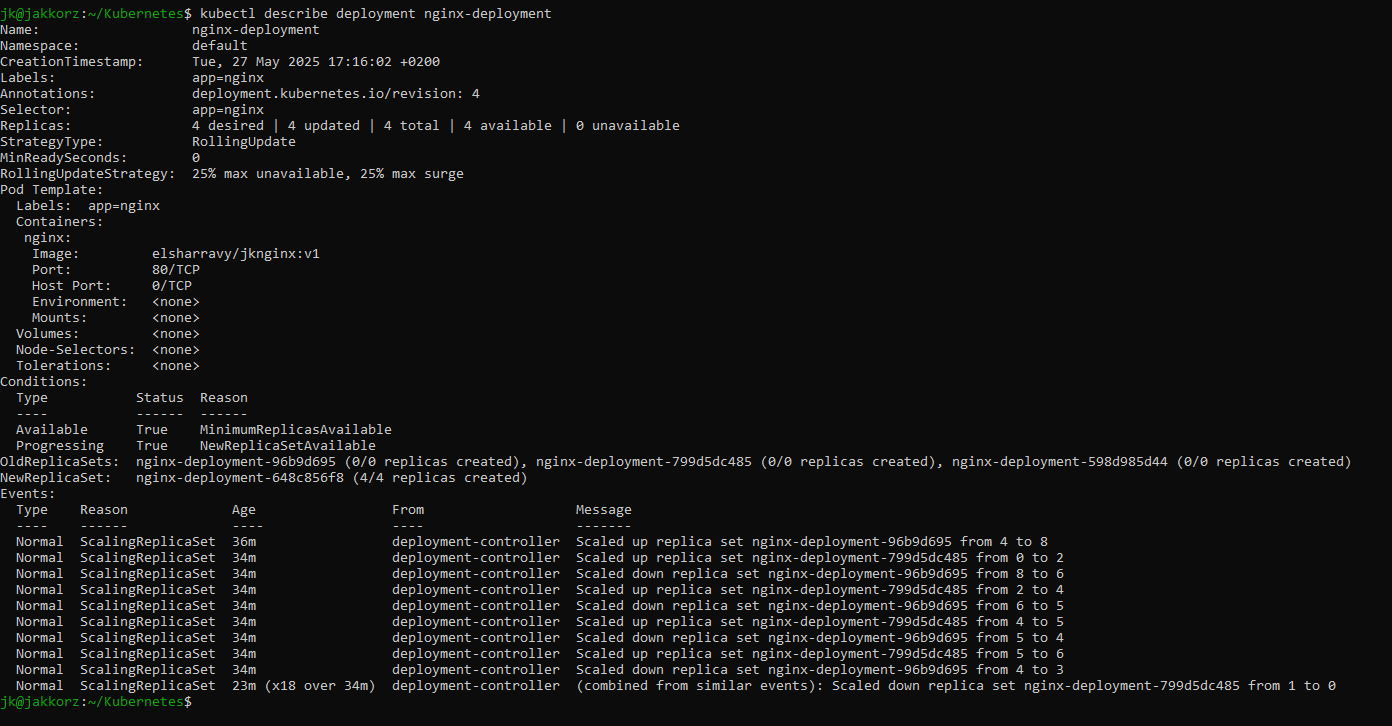 jk@jakkorz:~/Kubernetes$ kubectl describe deployment nginx-deployment
Name:                   nginx-deployment
Namespace:              default
CreationTimestamp:      Tue, 27 May 2025 17:16:02 +0200
Labels:                 app=nginx
Annotations:            deployment.kubernetes.io/revision: 4
Selector:               app=nginx
Replicas:               4 desired | 4 updated | 4 total | 4 available | 0 unavailable
StrategyType:           RollingUpdate
MinReadySeconds:        0
RollingUpdateStrategy:  25% max unavailable, 25% max surge
Pod Template:
  Labels:  app=nginx
  Containers:
   nginx:
    Image:         elsharravy/jknginx:v1
    Port:          80/TCP
    Host Port:     0/TCP
    Environment:   <none>
    Mounts:        <none>
  Volumes:         <none>
  Node-Selectors:  <none>
  Tolerations:     <none>
Conditions:
  Type           Status  Reason
  ----           ------  ------
  Available      True    MinimumReplicasAvailable
  Progressing    True    NewReplicaSetAvailable
OldReplicaSets:  nginx-deployment-96b9d695 (0/0 replicas created), nginx-deployment-799d5dc485 (0/0 replicas created), nginx-deployment-598d985d44 (0/0 replicas created)
NewReplicaSet:   nginx-deployment-648c856f8 (4/4 replicas created)
Events:
  Type    Reason             Age                 From                   Message
  ----    ------             ----                ----                   -------
  Normal  ScalingReplicaSet  36m                 deployment-controller  Scaled up replica set nginx-deployment-96b9d695 from 4 to 8
  Normal  ScalingReplicaSet  34m                 deployment-controller  Scaled up replica set nginx-deployment-799d5dc485 from 0 to 2
  Normal  ScalingReplicaSet  34m                 deployment-controller  Scaled down replica set nginx-deployment-96b9d695 from 8 to 6
  Normal  ScalingReplicaSet  34m                 deployment-controller  Scaled up replica set nginx-deployment-799d5dc485 from 2 to 4
  Normal  ScalingReplicaSet  34m                 deployment-controller  Scaled down replica set nginx-deployment-96b9d695 from 6 to 5
  Normal  ScalingReplicaSet  34m                 deployment-controller  Scaled up replica set nginx-deployment-799d5dc485 from 4 to 5
  Normal  ScalingReplicaSet  34m                 deployment-controller  Scaled down replica set nginx-deployment-96b9d695 from 5 to 4
  Normal  ScalingReplicaSet  34m                 deployment-controller  Scaled up replica set nginx-deployment-799d5dc485 from 5 to 6
  Normal  ScalingReplicaSet  34m                 deployment-controller  Scaled down replica set nginx-deployment-96b9d695 from 4 to 3
  Normal  ScalingReplicaSet  23m (x18 over 34m)  deployment-controller  (combined from similar events): Scaled down replica set nginx-deployment-799d5dc485 from 1 to 0
jk@jakkorz:~/Kubernetes$